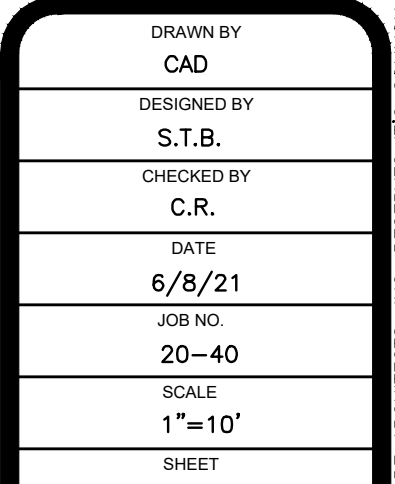 DRAWN BY
CAD
DESIGNED BY
S.T.B.
CHECKED BY
C.R.
DATE
6/8/21
JOB NO.
20-40
SCALE
1"=10'
SHEET